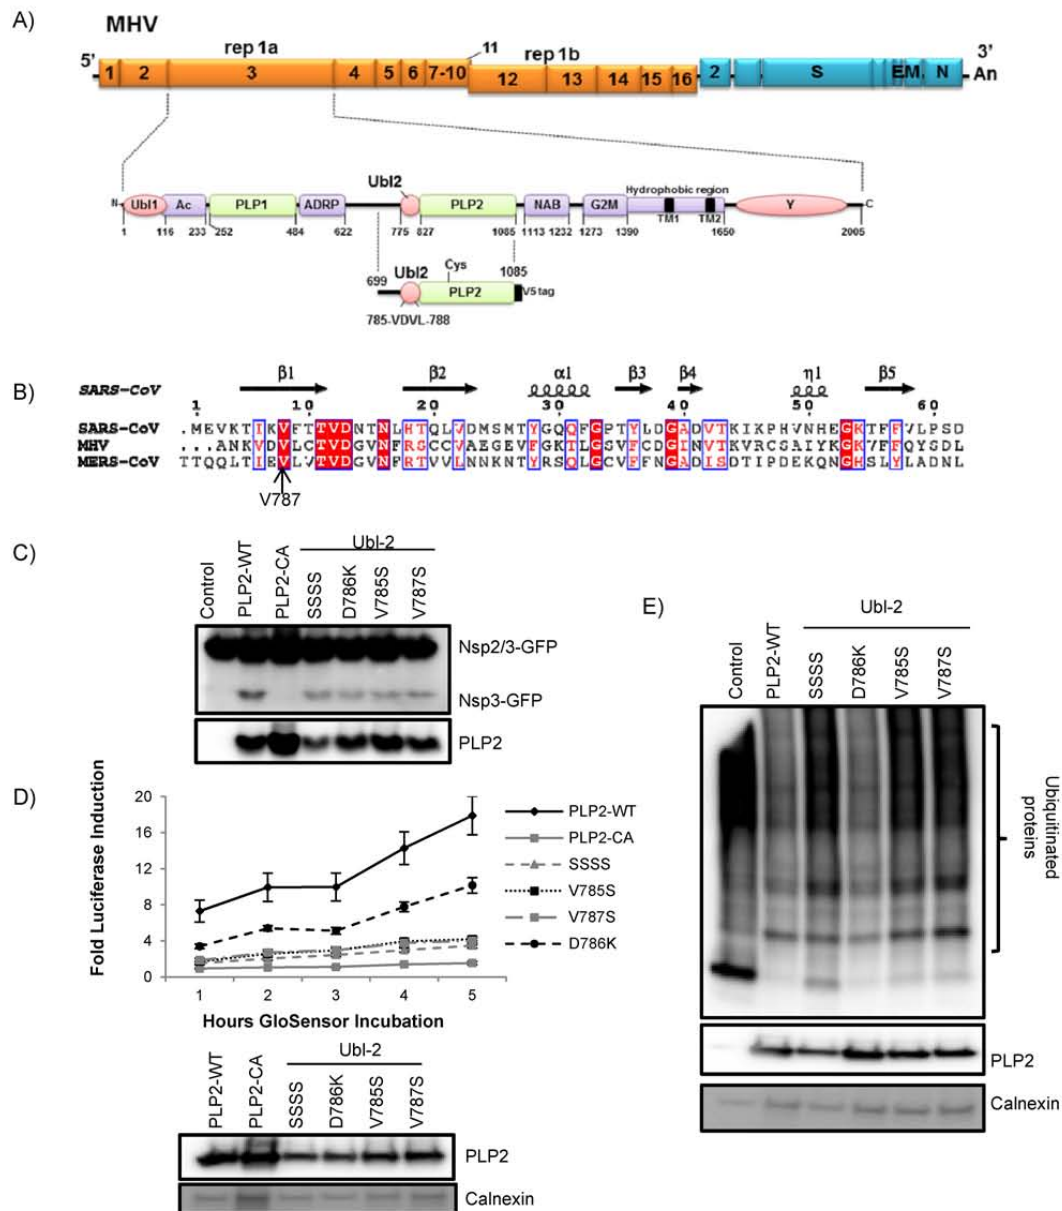 A)
MHV
5' rep 1a 11 rep 1b 3'
1 2 3 4 5 6 7-10 12 13 14 15 16 2 S E M N An
Ubl2 Hydrophobic region
N Ubl1 Ac PLP1 ADRP PLP2 NAB G2M TM1 TM2 Y C
1 116 233 252 484 622 775 827 1085 1113 1232 1273 1390 1650 2005
699 Ubl2 Cys 1085
PLP2 V5 tag
785-VDVL-788
B)
SARS-CoV β1 β2 α1 β3 β4 η1 β5
1 10 20 30 40 50 60
SARS-CoV .MEVKTIKVFTTVDNTNLHTQLVDMSMTYGQQFGPTYLDGADVTKIKPHVNHEGKTFFVLPSD
MHV ...ANKVDVLCTVDGVNFRSCCVAEGEVFGKTLGSVFCDGINVTKVRCSAIYKGKVFFQYSDL
MERS-CoV TTQQLTIEVLVTVDGVNFRTVVLNNKNTYRSQLGCVFFNGADISDTIPDEKQNGHSLYLADNL
V787
C)
Ubl-2
Control PLP2-WT PLP2-CA SSSS D786K V785S V787S
Nsp2/3-GFP
Nsp3-GFP
PLP2
D)
Fold Luciferase Induction
20
16
12
8
4
0
1 2 3 4 5
Hours GloSensor Incubation
PLP2-WT
PLP2-CA
SSSS
V785S
V787S
D786K
Ubl-2
PLP2-WT PLP2-CA SSSS D786K V785S V787S
PLP2
Calnexin
E)
Ubl-2
Control PLP2-WT SSSS D786K V785S V787S
Ubiquitinated
proteins
PLP2
Calnexin